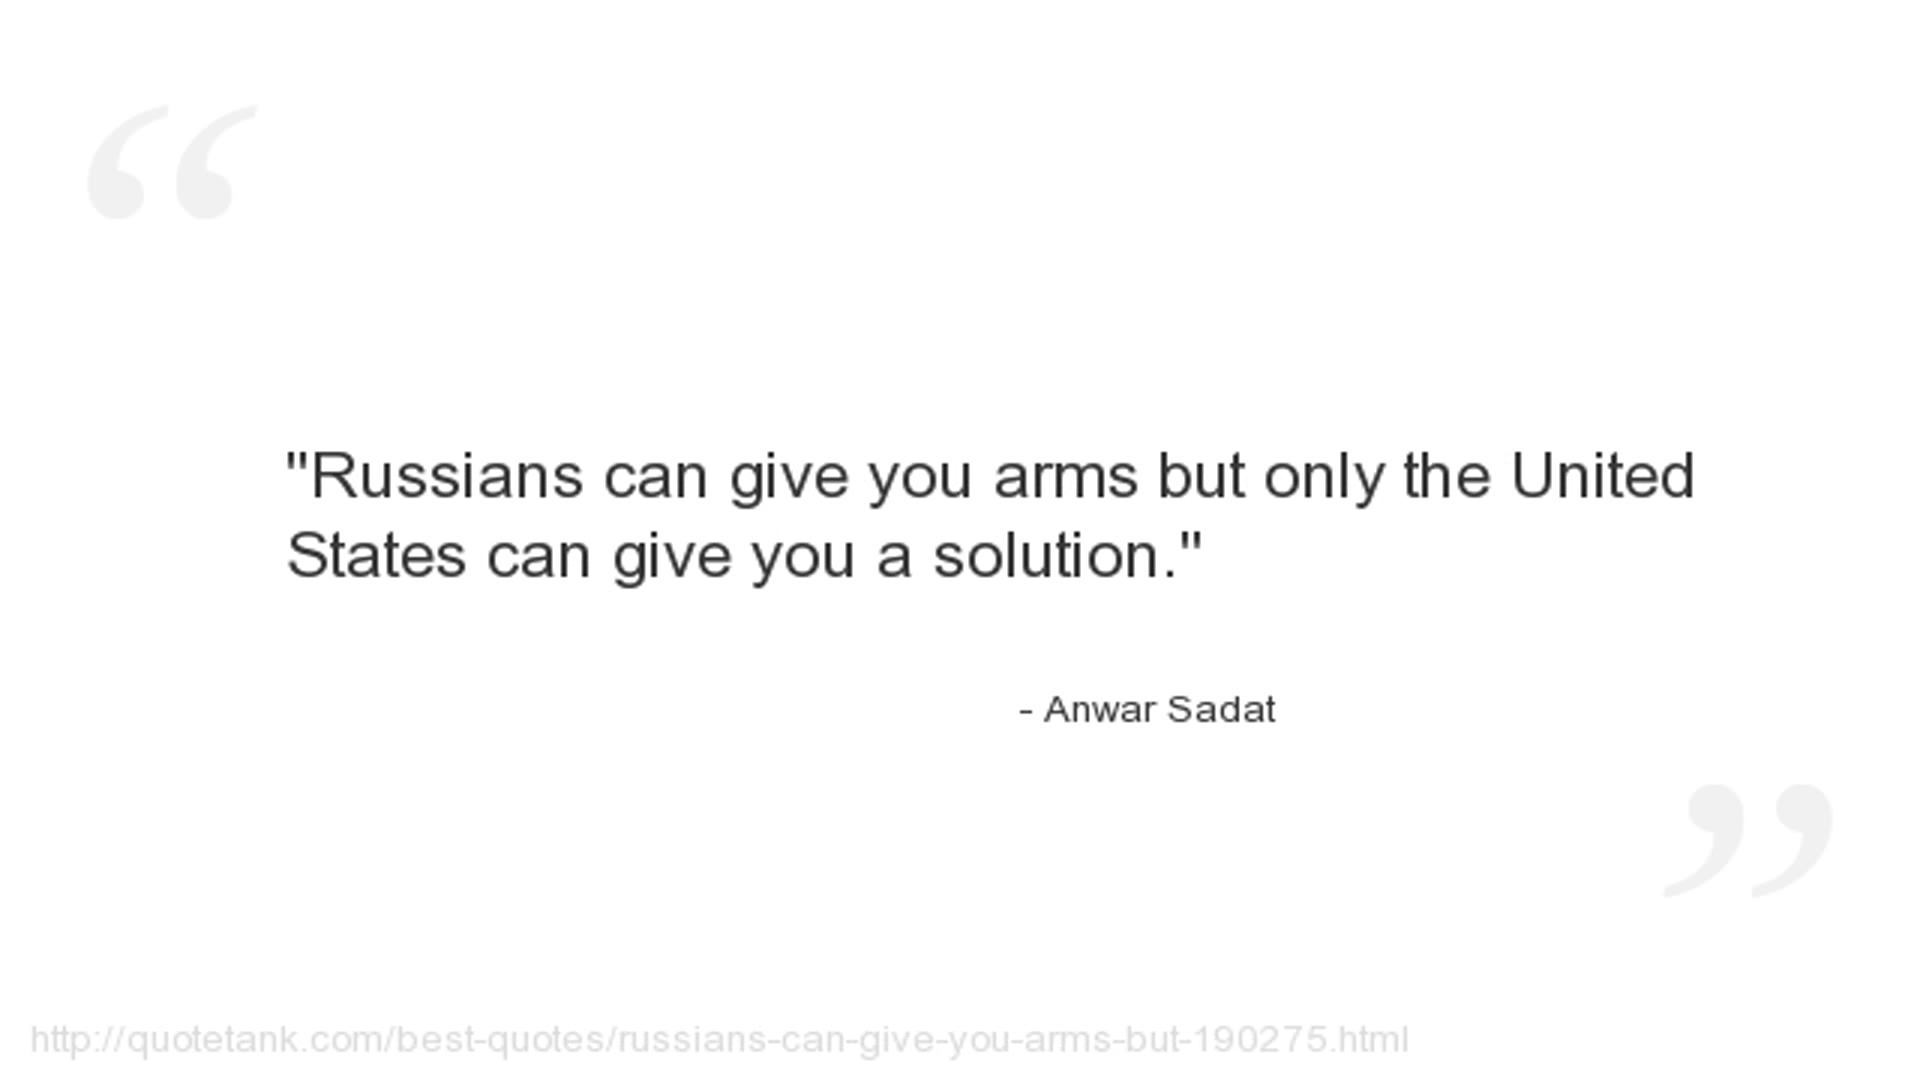 "Russians can give you arms but only the United
States can give you a solution."
- Anwar Sadat
http://quotetank.com/best-quotes/russians-can-give-you-arms-but-190275.html